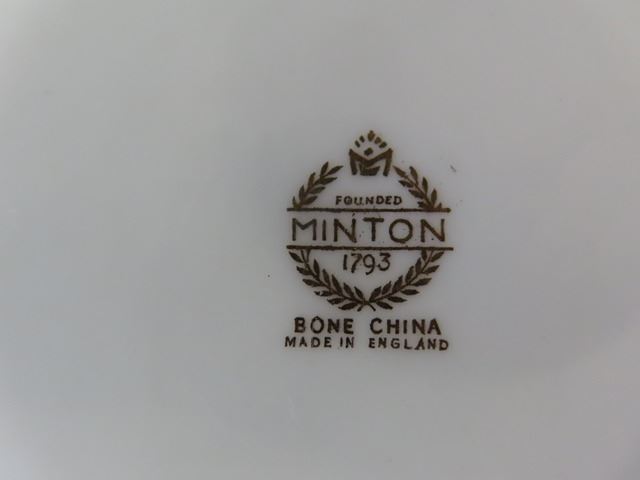 FOUNDED
MINTON
1793
BONE CHINA
MADE IN ENGLAND